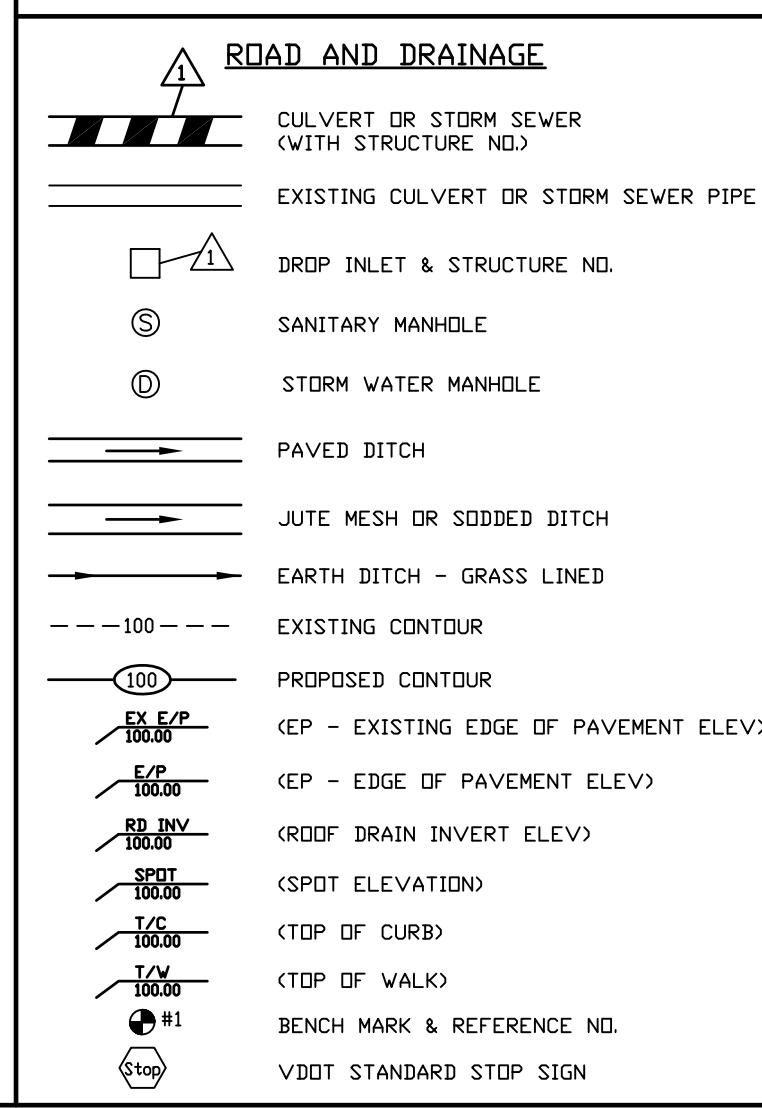 ROAD AND DRAINAGE
1
CULVERT OR STORM SEWER
(WITH STRUCTURE NO.)
EXISTING CULVERT OR STORM SEWER PIPE
1
DROP INLET & STRUCTURE NO.
S
SANITARY MANHOLE
D
STORM WATER MANHOLE
PAVED DITCH
JUTE MESH OR SODDED DITCH
EARTH DITCH - GRASS LINED
100
EXISTING CONTOUR
100
PROPOSED CONTOUR
EX E/P
100.00
(EP - EXISTING EDGE OF PAVEMENT ELEV)
E/P
100.00
(EP - EDGE OF PAVEMENT ELEV)
RD INV
100.00
(ROOF DRAIN INVERT ELEV)
SPOT
100.00
(SPOT ELEVATION)
T/C
100.00
(TOP OF CURB)
T/W
100.00
(TOP OF WALK)
#1
BENCH MARK & REFERENCE NO.
Stop
VDOT STANDARD STOP SIGN